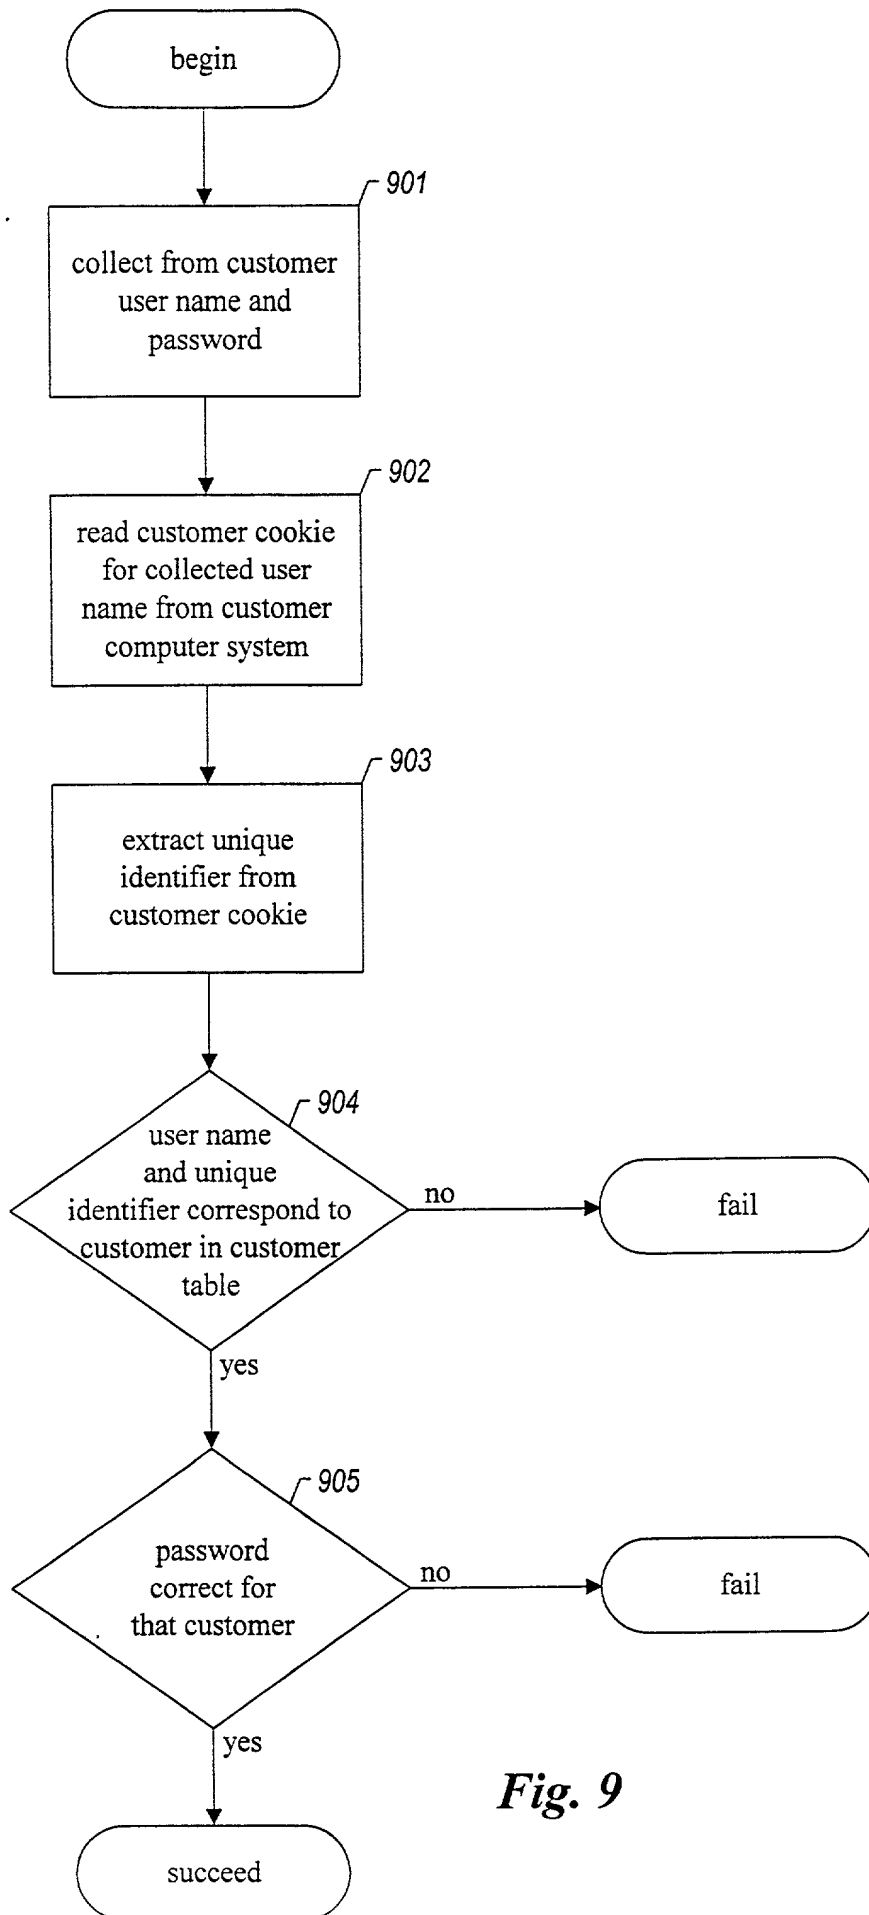 begin
901
collect from customer
user name and
password
902
read customer cookie
for collected user
name from customer
computer system
903
extract unique
identifier from
customer cookie
904
user name
and unique
identifier correspond to
customer in customer
table
no
fail
yes
905
password
correct for
that customer
no
fail
yes
succeed
Fig. 9